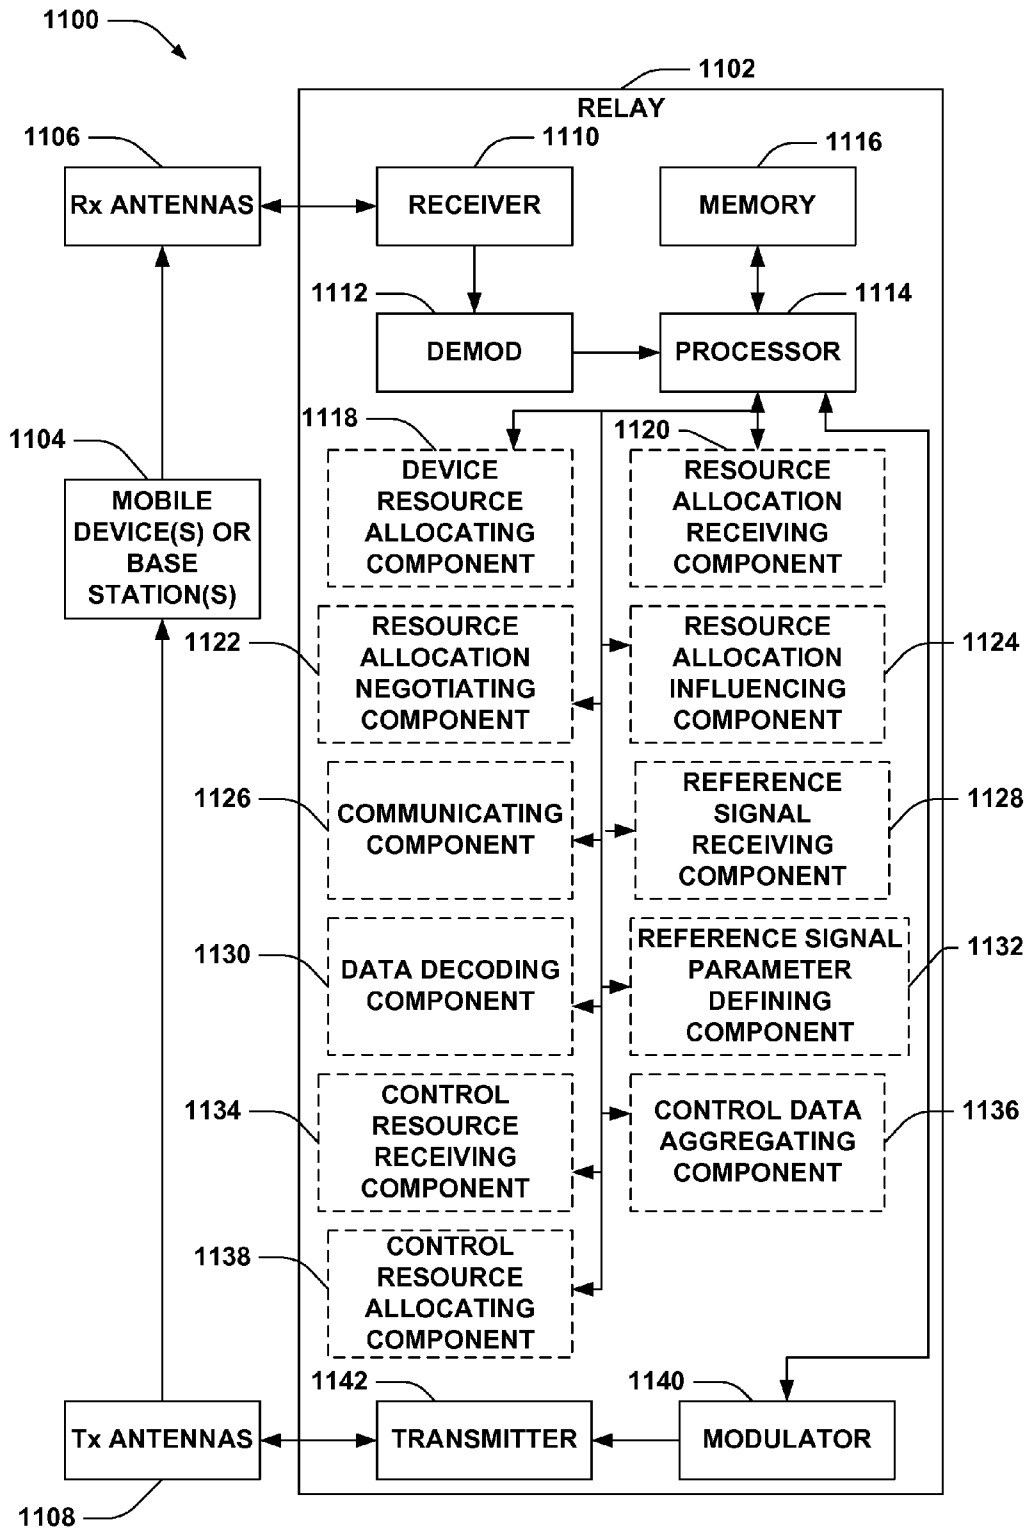 1100
1102
RELAY
1106
1110
1116
Rx ANTENNAS
RECEIVER
MEMORY
1112
1114
DEMOD
PROCESSOR
1104
1118
1120
MOBILE
DEVICE(S) OR
BASE
STATION(S)
DEVICE
RESOURCE
ALLOCATING
COMPONENT
RESOURCE
ALLOCATION
RECEIVING
COMPONENT
1122
RESOURCE
ALLOCATION
NEGOTIATING
COMPONENT
RESOURCE
ALLOCATION
INFLUENCING
COMPONENT
1124
1126
COMMUNICATING
COMPONENT
REFERENCE
SIGNAL
RECEIVING
COMPONENT
1128
1130
DATA DECODING
COMPONENT
REFERENCE SIGNAL
PARAMETER
DEFINING
COMPONENT
1132
1134
CONTROL
RESOURCE
RECEIVING
COMPONENT
CONTROL DATA
AGGREGATING
COMPONENT
1136
1138
CONTROL
RESOURCE
ALLOCATING
COMPONENT
1142
1140
Tx ANTENNAS
TRANSMITTER
MODULATOR
1108